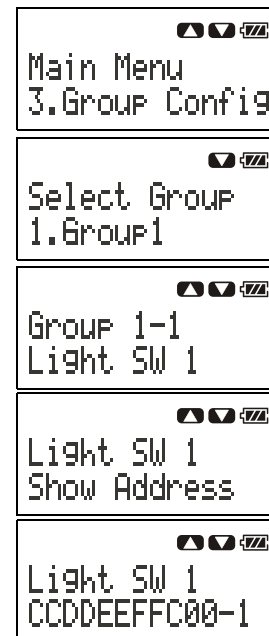 Main Menu
3.Group Config
Select Group
1.Group1
Group 1-1
Light SW 1
Light SW 1
Show Address
Light SW 1
CCDDEEFFC00-1